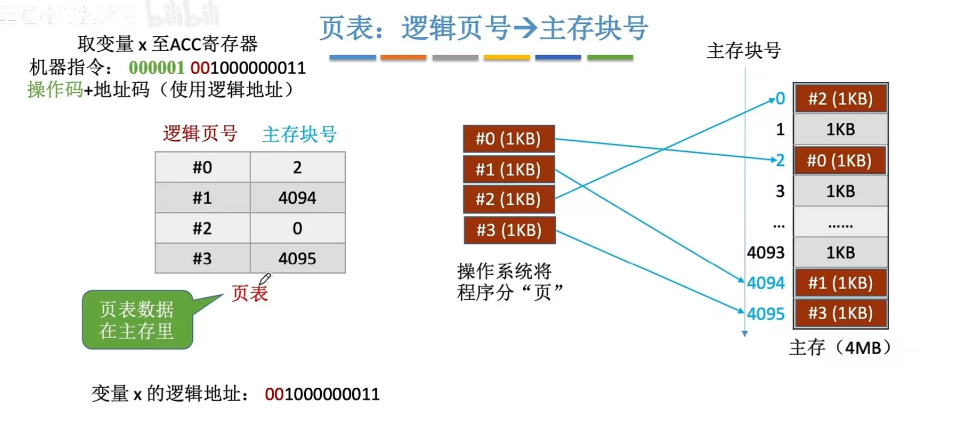 bilibili
页表：逻辑页号→主存块号
取变量 x 至ACC寄存器
机器指令： 000001 001000000011
操作码+地址码（使用逻辑地址）
逻辑页号 主存块号
#0 2
#1 4094
#2 0
#3 4095
页表
页表数据
在主存里
变量 x 的逻辑地址： 001000000011
#0 (1KB)
#1 (1KB)
#2 (1KB)
#3 (1KB)
操作系统将
程序分“页”
主存块号
0 #2 (1KB)
1 1KB
2 #0 (1KB)
3 1KB
... ......
4093 1KB
4094 #1 (1KB)
4095 #3 (1KB)
主存（4MB）